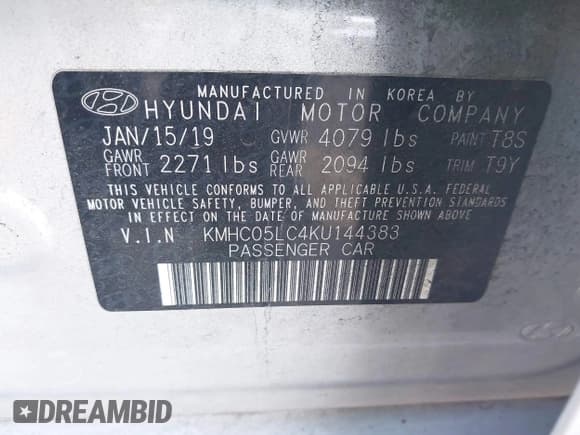 MANUFACTURED IN KOREA BY
HYUNDAI MOTOR COMPANY
JAN/15/19 GVWR 4079 lbs PAINT T8S
GAWR FRONT 2271 lbs GAWR REAR 2094 lbs TRIM T9Y
THIS VEHICLE CONFORMS TO ALL APPLICABLE U.S.A. FEDERAL
MOTOR VEHICLE SAFETY, BUMPER, AND THEFT PREVENTION STANDARDS
IN EFFECT ON THE DATE OF MANUFACTURE SHOWN ABOVE.
V.I.N KMHC05LC4KU144383
PASSENGER CAR
DREAMBID